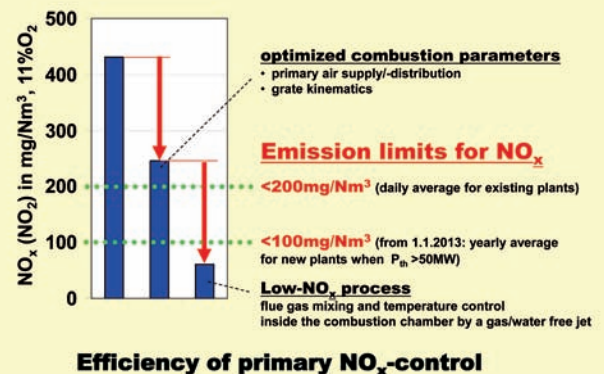 500
400
300
200
100
0
NOx (NO2) in mg/Nm³, 11%O2
optimized combustion parameters
• primary air supply/-distribution
• grate kinematics
Emission limits for NOx
<200mg/Nm³ (daily average for existing plants)
<100mg/Nm³ (from 1.1.2013: yearly average
for new plants when Pth >50MW)
Low-NOx process
flue gas mixing and temperature control
inside the combustion chamber by a gas/water free jet
Efficiency of primary NOx-control